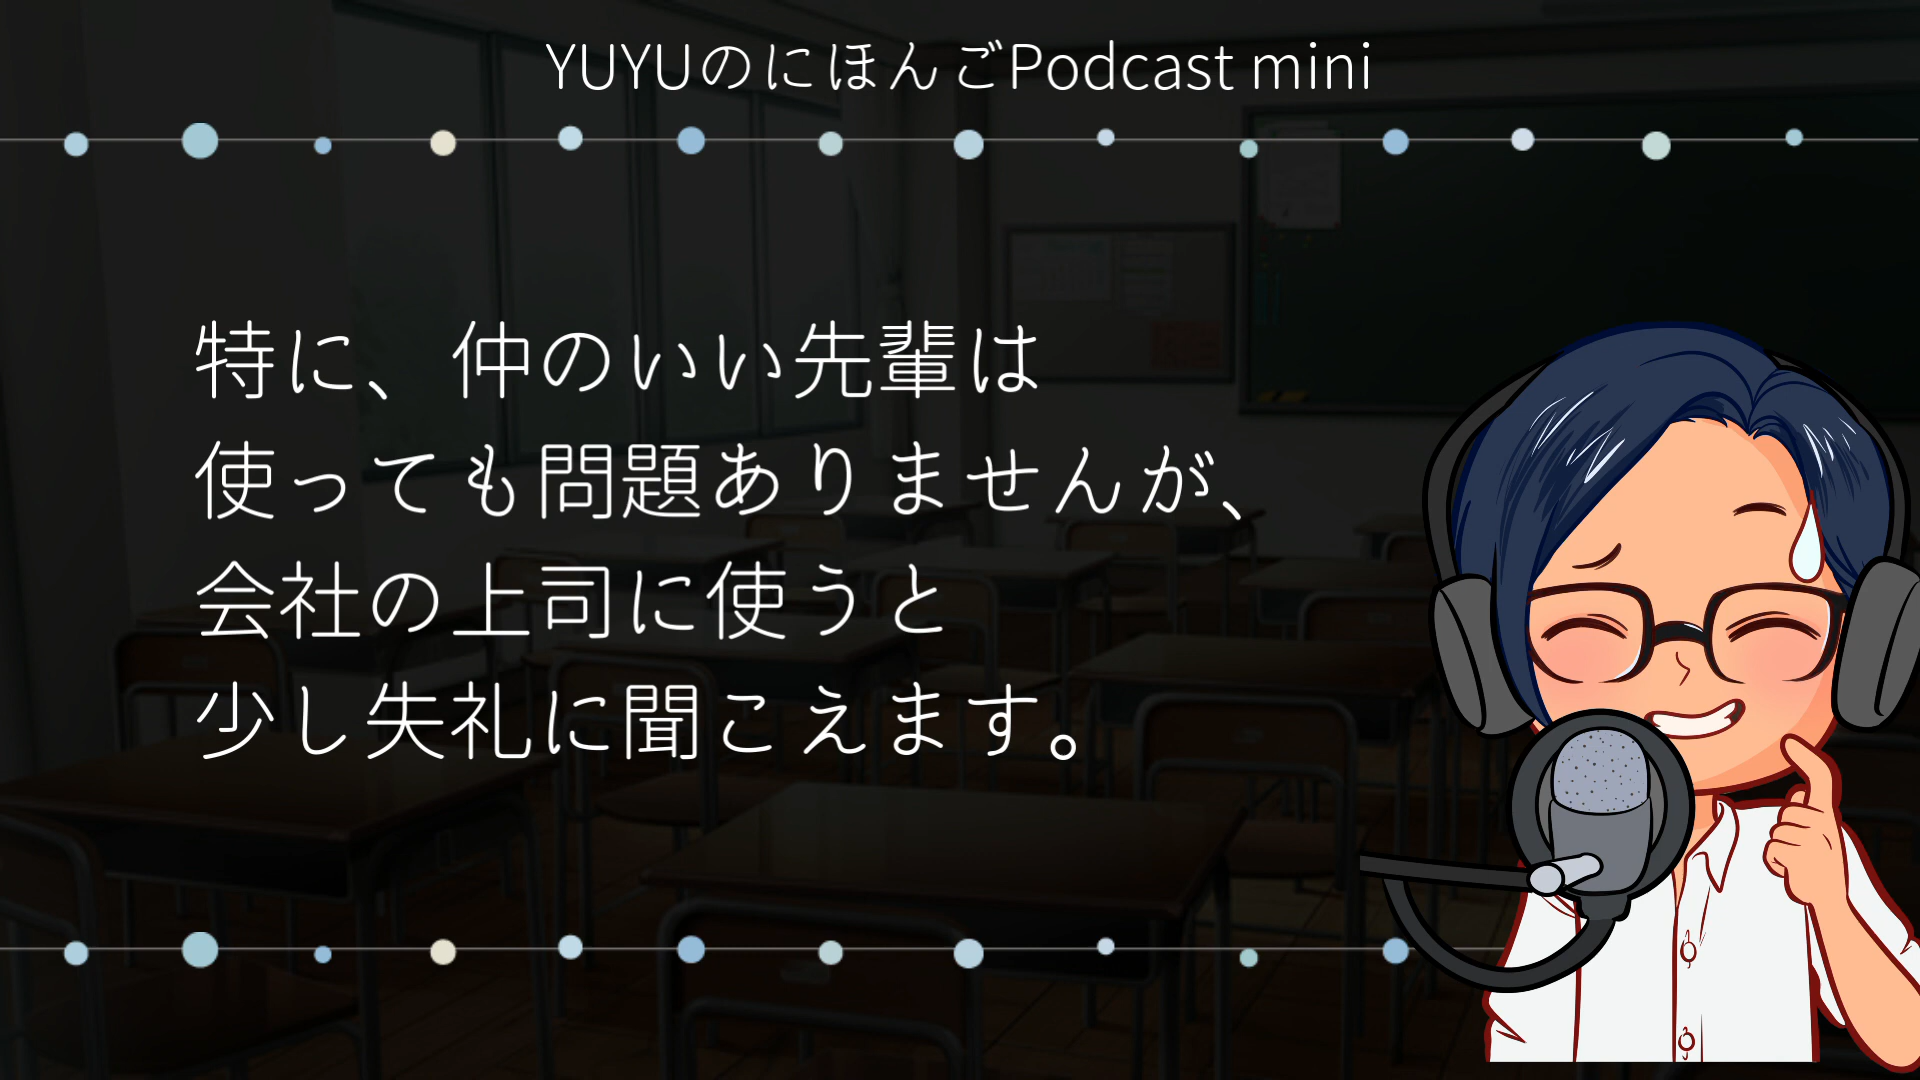 YUYUのにほんごPodcast mini
特に、仲のいい先輩は
使っても問題ありませんが、
会社の上司に使うと
少し失礼に聞こえます。